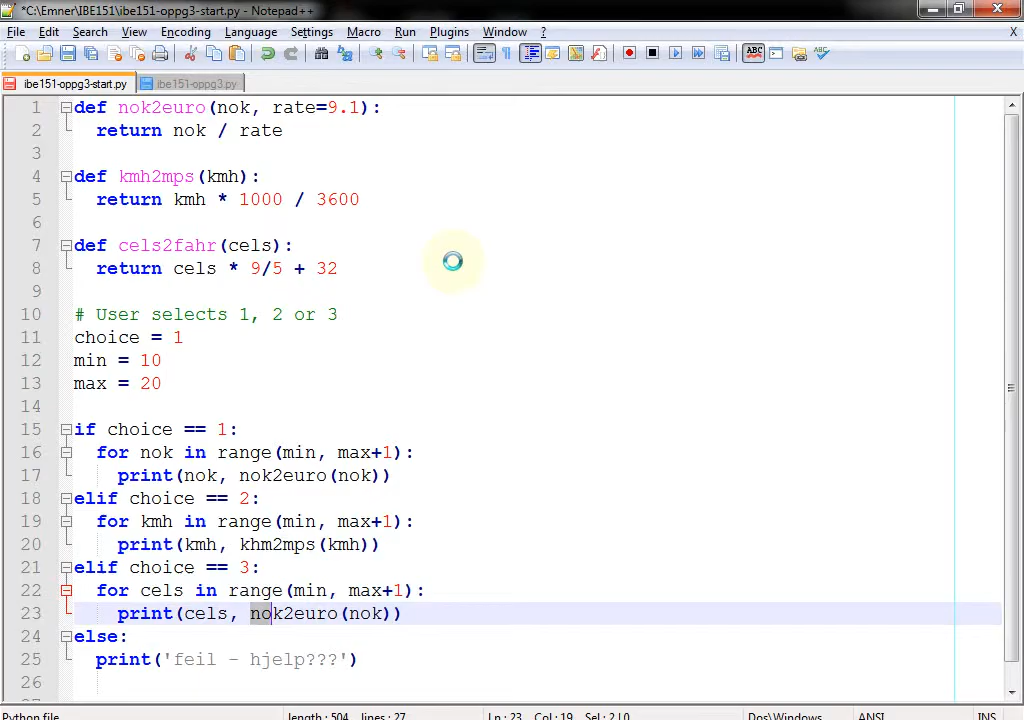 *C:\Emner\IBE151\ibe151-oppg3-start.py - Notepad++
File Edit Search View Encoding Language Settings Macro Run Plugins Window ? X
ABC ABC
ibe151-oppg3-start.py ibe151-oppg3.py
1 def nok2euro(nok, rate=9.1):
2 return nok / rate
3
4 def kmh2mps(kmh):
5 return kmh * 1000 / 3600
6
7 def cels2fahr(cels):
8 return cels * 9/5 + 32
9
10 # User selects 1, 2 or 3
11 choice = 1
12 min = 10
13 max = 20
14
15 if choice == 1:
16 for nok in range(min, max+1):
17 print(nok, nok2euro(nok))
18 elif choice == 2:
19 for kmh in range(min, max+1):
20 print(kmh, khm2mps(kmh))
21 elif choice == 3:
22 for cels in range(min, max+1):
23 print(cels, nok2euro(nok))
24 else:
25 print('feil - hjelp???')
26
27
Python file length : 504 lines : 27 Ln : 23 Col : 19 Sel : 2 | 0 Dos\Windows ANSI INS